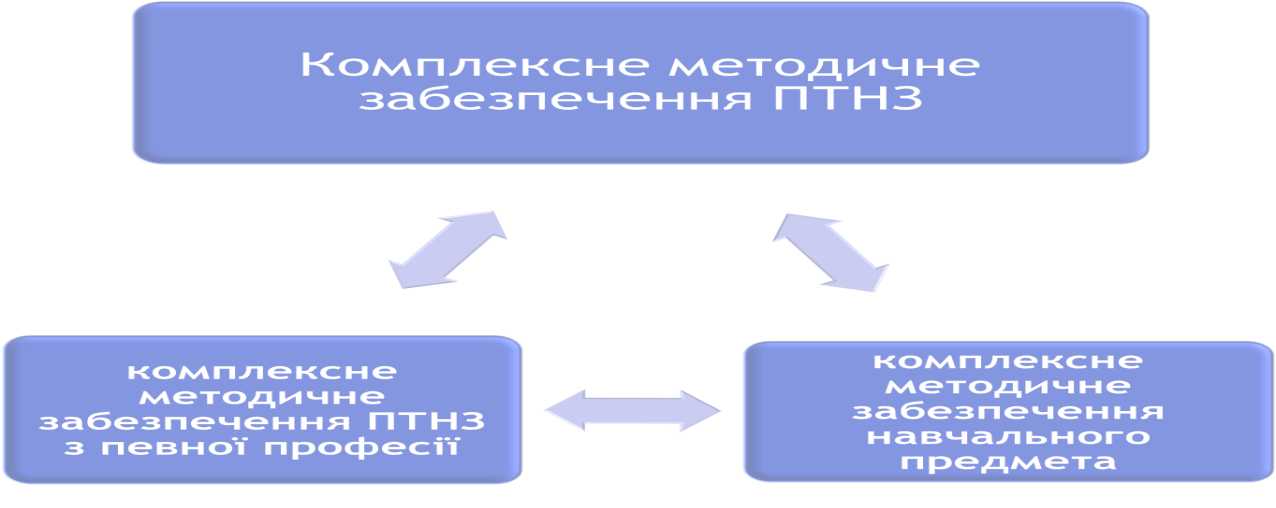 Комплексне методичне
забезпечення ПТНЗ
комплексне
методичне
забезпечення ПТНЗ
з певної професії
комплексне
методичне
забезпечення
навчального
предмета